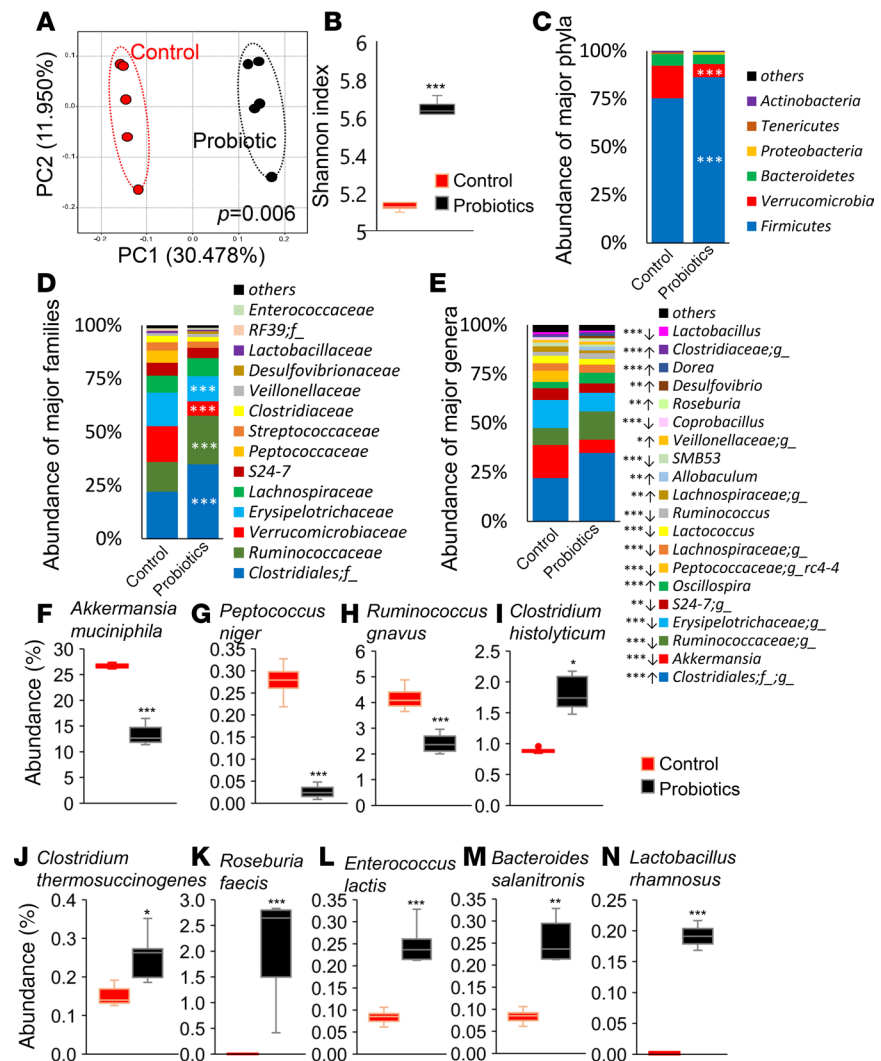 A
Control
Probiotic
p=0.006
PC2 (11.950%)
0.1
0.0
-0.1
-0.2
-0.2
-0.1
0.0
0.1
0.2
PC1 (30.478%)
B
Shannon index
6
5.8
5.6
5.4
5.2
5
***
Control
Probiotics
C
Abundance of major phyla
100%
75%
50%
25%
0%
***
***
Control
Probiotics
others
Actinobacteria
Tenericutes
Proteobacteria
Bacteroidetes
Verrucomicrobia
Firmicutes
D
Abundance of major families
100%
75%
50%
25%
0%
***
***
***
***
Control
Probiotics
others
Enterococcaceae
RF39;f_
Lactobacillaceae
Desulfovibrionaceae
Veillonellaceae
Clostridiaceae
Streptococcaceae
Peptococcaceae
S24-7
Lachnospiraceae
Erysipelotrichaceae
Verrucomicrobiaceae
Ruminococcaceae
Clostridiales;f_
E
Abundance of major genera
100%
75%
50%
25%
0%
Control
Probiotics
others
***↓ Lactobacillus
***↑ Clostridiaceae;g_
***↑ Dorea
**↑ Desulfovibrio
**↑ Roseburia
***↓ Coprobacillus
*↑ Veillonellaceae;g_
***↓ SMB53
**↑ Allobaculum
**↑ Lachnospiraceae;g_
***↓ Ruminococcus
***↓ Lactococcus
***↓ Lachnospiraceae;g_
***↓ Peptococcaceae;g_rc4-4
***↑ Oscillospira
**↓ S24-7;g_
***↓ Erysipelotrichaceae;g_
***↓ Ruminococcaceae;g_
***↓ Akkermansia
***↑ Clostridiales;f_;g_
F
Akkermansia
muciniphila
Abundance (%)
30
25
20
15
10
5
0
***
G
Peptococcus
niger
0.35
0.30
0.25
0.20
0.15
0.10
0.05
0.00
***
H
Ruminococcus
gnavus
6
5
4
3
2
1
0
***
I
Clostridium
histolyticum
2.5
2.0
1.5
1.0
0.5
0.0
*
Control
Probiotics
J
Clostridium
thermosuccinogenes
Abundance (%)
0.4
0.3
0.2
0.1
0.0
*
K
Roseburia
faecis
3.0
2.5
2.0
1.5
1.0
0.5
0.0
***
L
Enterococcus
lactis
0.35
0.30
0.25
0.20
0.15
0.10
0.05
0.00
***
M
Bacteroides
salanitronis
0.35
0.30
0.25
0.20
0.15
0.10
0.05
0.00
**
N
Lactobacillus
rhamnosus
0.25
0.20
0.15
0.10
0.05
0.00
***